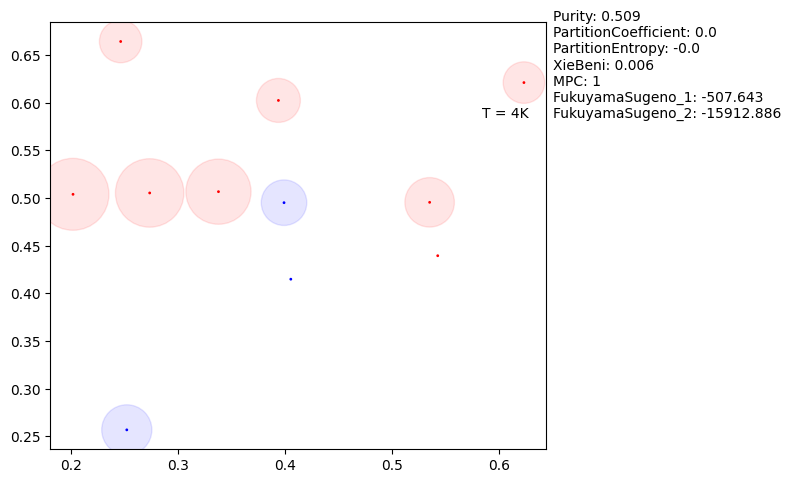 Purity: 0.509
PartitionCoefficient: 0.0
PartitionEntropy: -0.0
XieBeni: 0.006
MPC: 1
FukuyamaSugeno_1: -507.643
FukuyamaSugeno_2: -15912.886
T = 4K
0.65
0.60
0.55
0.50
0.45
0.40
0.35
0.30
0.25
0.2 0.3 0.4 0.5 0.6